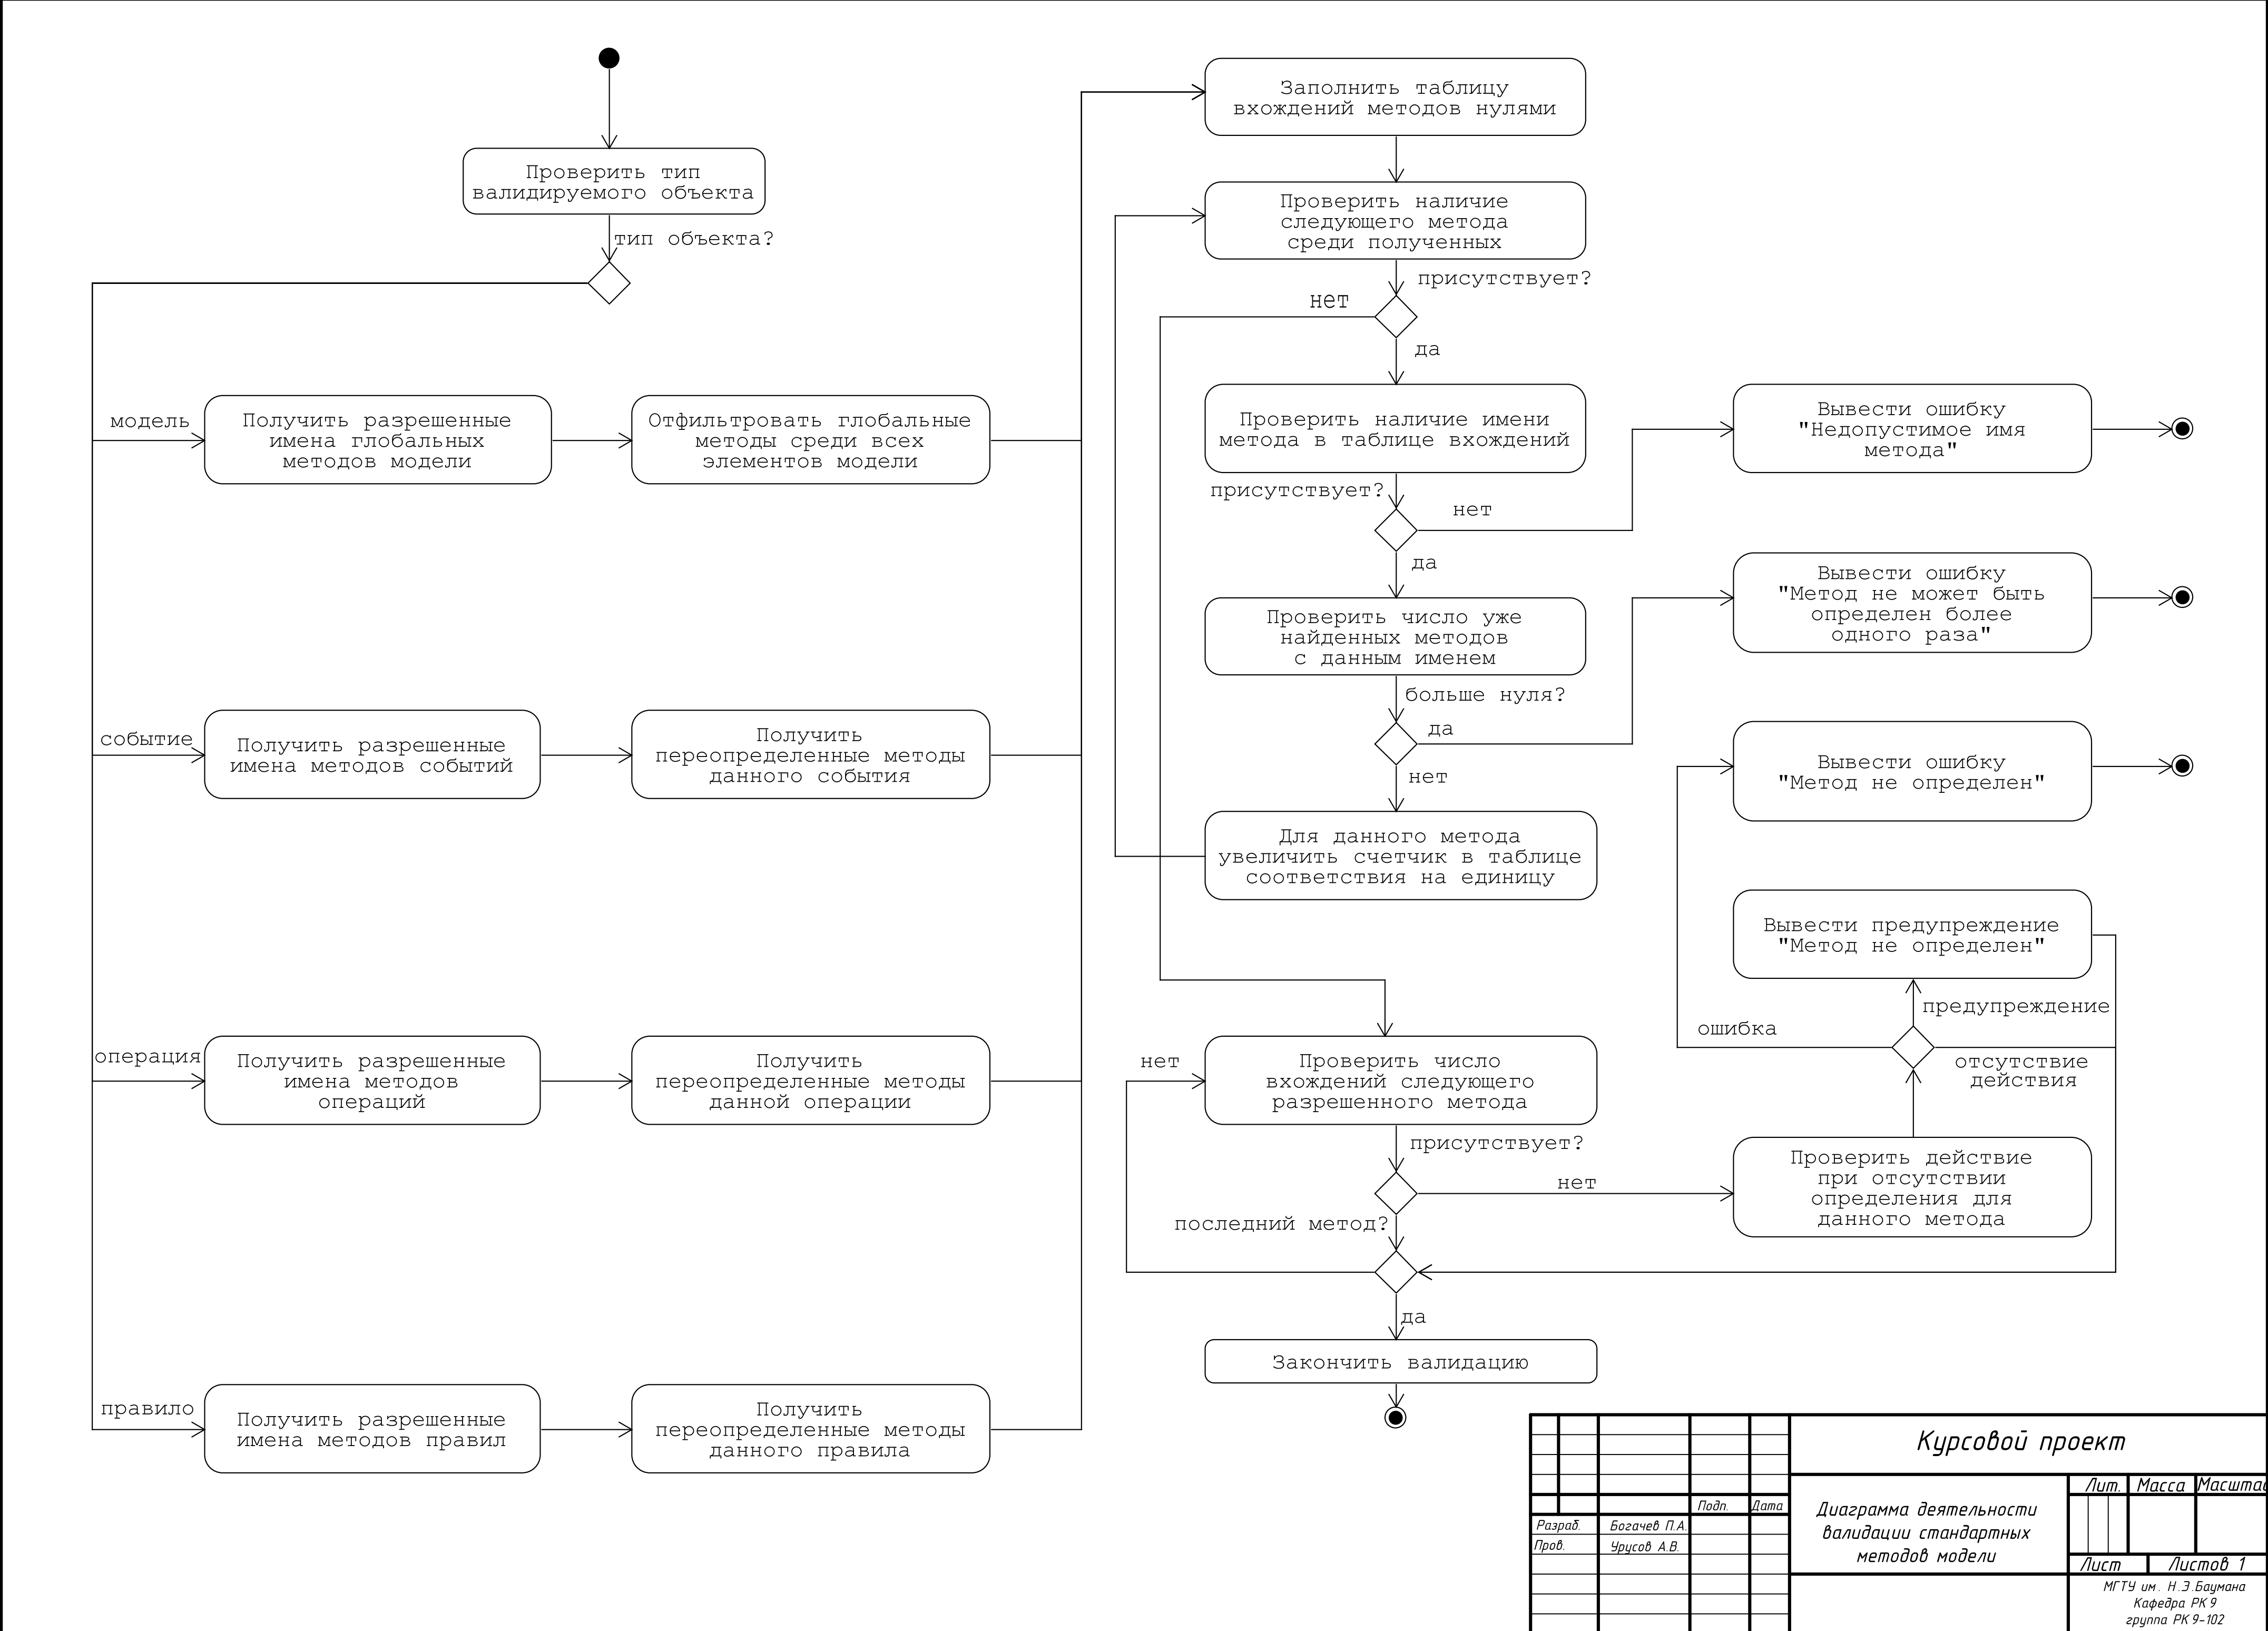 Проверить тип
валидируемого объекта
тип объекта?
модель
Получить разрешенные
имена глобальных
методов модели
Отфильтровать глобальные
методы среди всех
элементов модели
событие
Получить разрешенные
имена методов событий
Получить
переопределенные методы
данного события
операция
Получить разрешенные
имена методов
операций
Получить
переопределенные методы
данной операции
правило
Получить разрешенные
имена методов правил
Получить
переопределенные методы
данного правила
Заполнить таблицу
вхождений методов нулями
Проверить наличие
следующего метода
среди полученных
присутствует?
нет
да
Проверить наличие имени
метода в таблице вхождений
присутствует?
нет
да
Вывести ошибку
"Недопустимое имя
метода"
Проверить число уже
найденных методов
с данным именем
больше нуля?
да
нет
Вывести ошибку
"Метод не может быть
определен более
одного раза"
Для данного метода
увеличить счетчик в таблице
соответствия на единицу
Вывести ошибку
"Метод не определен"
Вывести предупреждение
"Метод не определен"
предупреждение
ошибка
отсутствие
действия
нет
Проверить число
вхождений следующего
разрешенного метода
присутствует?
нет
Проверить действие
при отсутствии
определения для
данного метода
последний метод?
да
Закончить валидацию
Курсовой проект
Лит. Масса Масштаб
Подп. Дата
Диаграмма деятельности
валидации стандартных
методов модели
Разраб. Богачев П.А.
Пров. Урусов А.В.
Лист Листов 1
МГТУ им. Н.Э.Баумана
Кафедра РК 9
группа РК 9-102